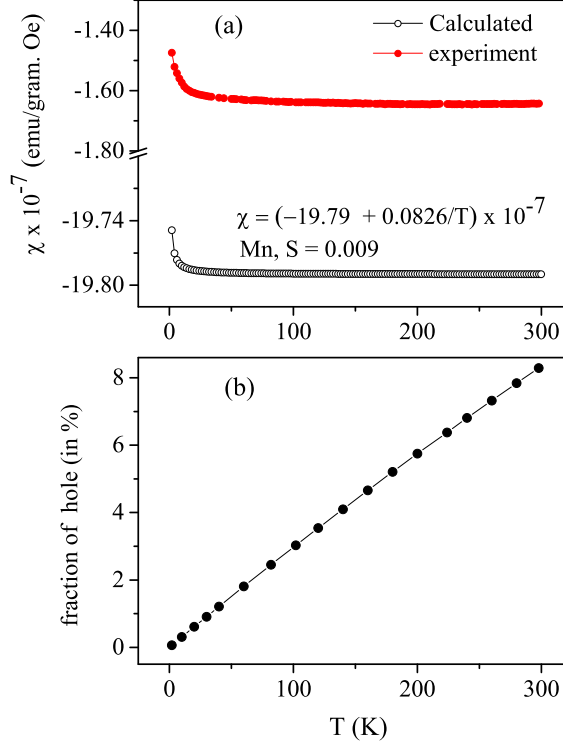 (a)
Calculated
experiment
-1.40
-1.60
-1.80
-19.74
-19.80
χ x 10⁻⁷ (emu/gram. Oe)
χ = (−19.79 + 0.0826/T) x 10⁻⁷
Mn, S = 0.009
0 100 200 300
(b)
8
6
4
2
0
fraction of hole (in %)
0 100 200 300
T (K)